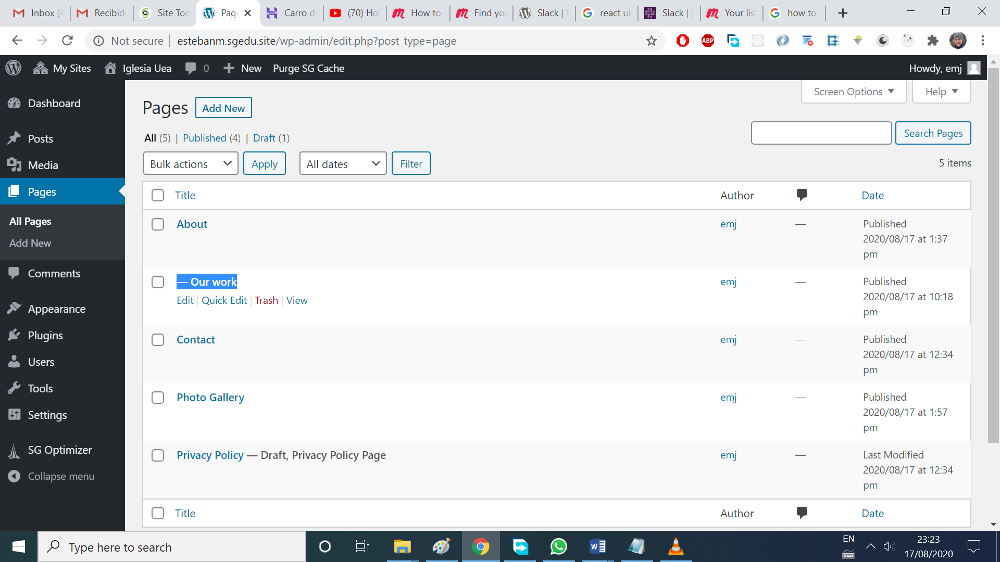 Inbox (4
Recibido
Site Too
Pag
Carro d
(70) Ho
How to
Find yo
Slack |
react uk
Slack | j
Your lis
how to
Not secure
estebanm.sgedu.site/wp-admin/edit.php?post_type=page
ABP
My Sites
Iglesia Uea
0
New
Purge SG Cache
Howdy, emj
Dashboard
Posts
Media
Pages
All Pages
Add New
Comments
Appearance
Plugins
Users
Tools
Settings
SG Optimizer
Collapse menu
Screen Options
Help
Pages
Add New
All (5) | Published (4) | Draft (1)
Search Pages
Bulk actions
Apply
All dates
Filter
5 items
Title
Author
Date
About
emj
—
Published
2020/08/17 at 1:37
pm
— Our work
Edit | Quick Edit | Trash | View
emj
—
Published
2020/08/17 at 10:18
pm
Contact
emj
—
Published
2020/08/17 at 12:34
pm
Photo Gallery
emj
—
Published
2020/08/17 at 1:57
pm
Privacy Policy — Draft, Privacy Policy Page
emj
—
Last Modified
2020/08/17 at 12:34
pm
Title
Author
Date
Type here to search
EN
23:23
17/08/2020